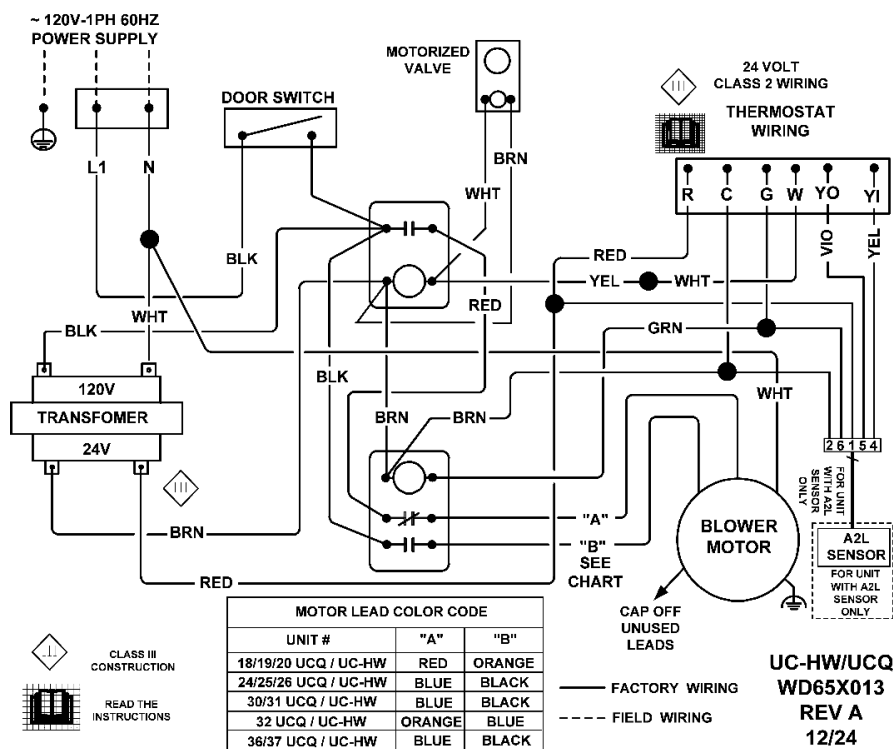 ~ 120V-1PH 60HZ
POWER SUPPLY
L1
N
DOOR SWITCH
MOTORIZED
VALVE
24 VOLT
CLASS 2 WIRING
THERMOSTAT
WIRING
R C G W YO YI
BRN
WHT
VIO
YEL
BLK
RED
YEL
WHT
RED
WHT
BLK
GRN
BLK
WHT
120V
TRANSFOMER
24V
BRN
BRN
2 6 1 5 4
FOR UNIT
WITH A2L
SENSOR
ONLY
BRN
RED
"A"
"B"
SEE
CHART
BLOWER
MOTOR
A2L
SENSOR
FOR UNIT
WITH A2L
SENSOR
ONLY
CAP OFF
UNUSED
LEADS
MOTOR LEAD COLOR CODE
UNIT # "A" "B"
18/19/20 UCQ / UC-HW RED ORANGE
24/25/26 UCQ / UC-HW BLUE BLACK
30/31 UCQ / UC-HW BLUE BLACK
32 UCQ / UC-HW ORANGE BLUE
36/37 UCQ / UC-HW BLUE BLACK
CLASS III
CONSTRUCTION
READ THE
INSTRUCTIONS
FACTORY WIRING
FIELD WIRING
UC-HW/UCQ
WD65X013
REV A
12/24